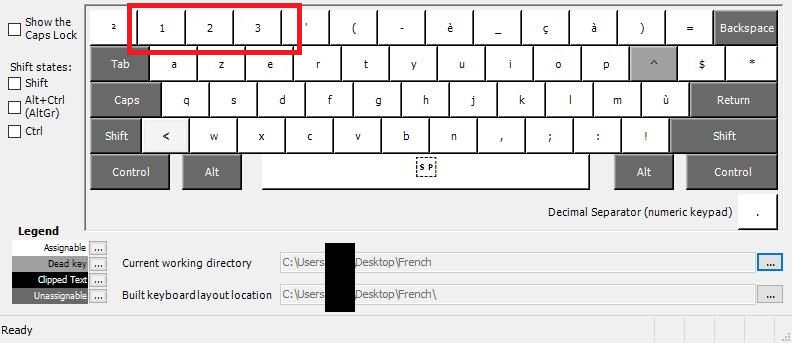 Show the Caps Lock
² 1 2 3 ' ( - è _ ç à ) = Backspace
Shift states:
Tab a z e r t y u i o p ^ $ *
Shift
Alt+Ctrl (AltGr)
Caps q s d f g h j k l m ù Return
Ctrl
Shift < w x c v b n , ; : ! Shift
Control Alt SP Alt Control
Decimal Separator (numeric keypad) .
Legend
Assignable ...
Dead key ...
Current working directory C:\Users Desktop\French ...
Clipped Text ...
Unassignable ...
Built keyboard layout location C:\Users \Desktop\French\ ...
Ready